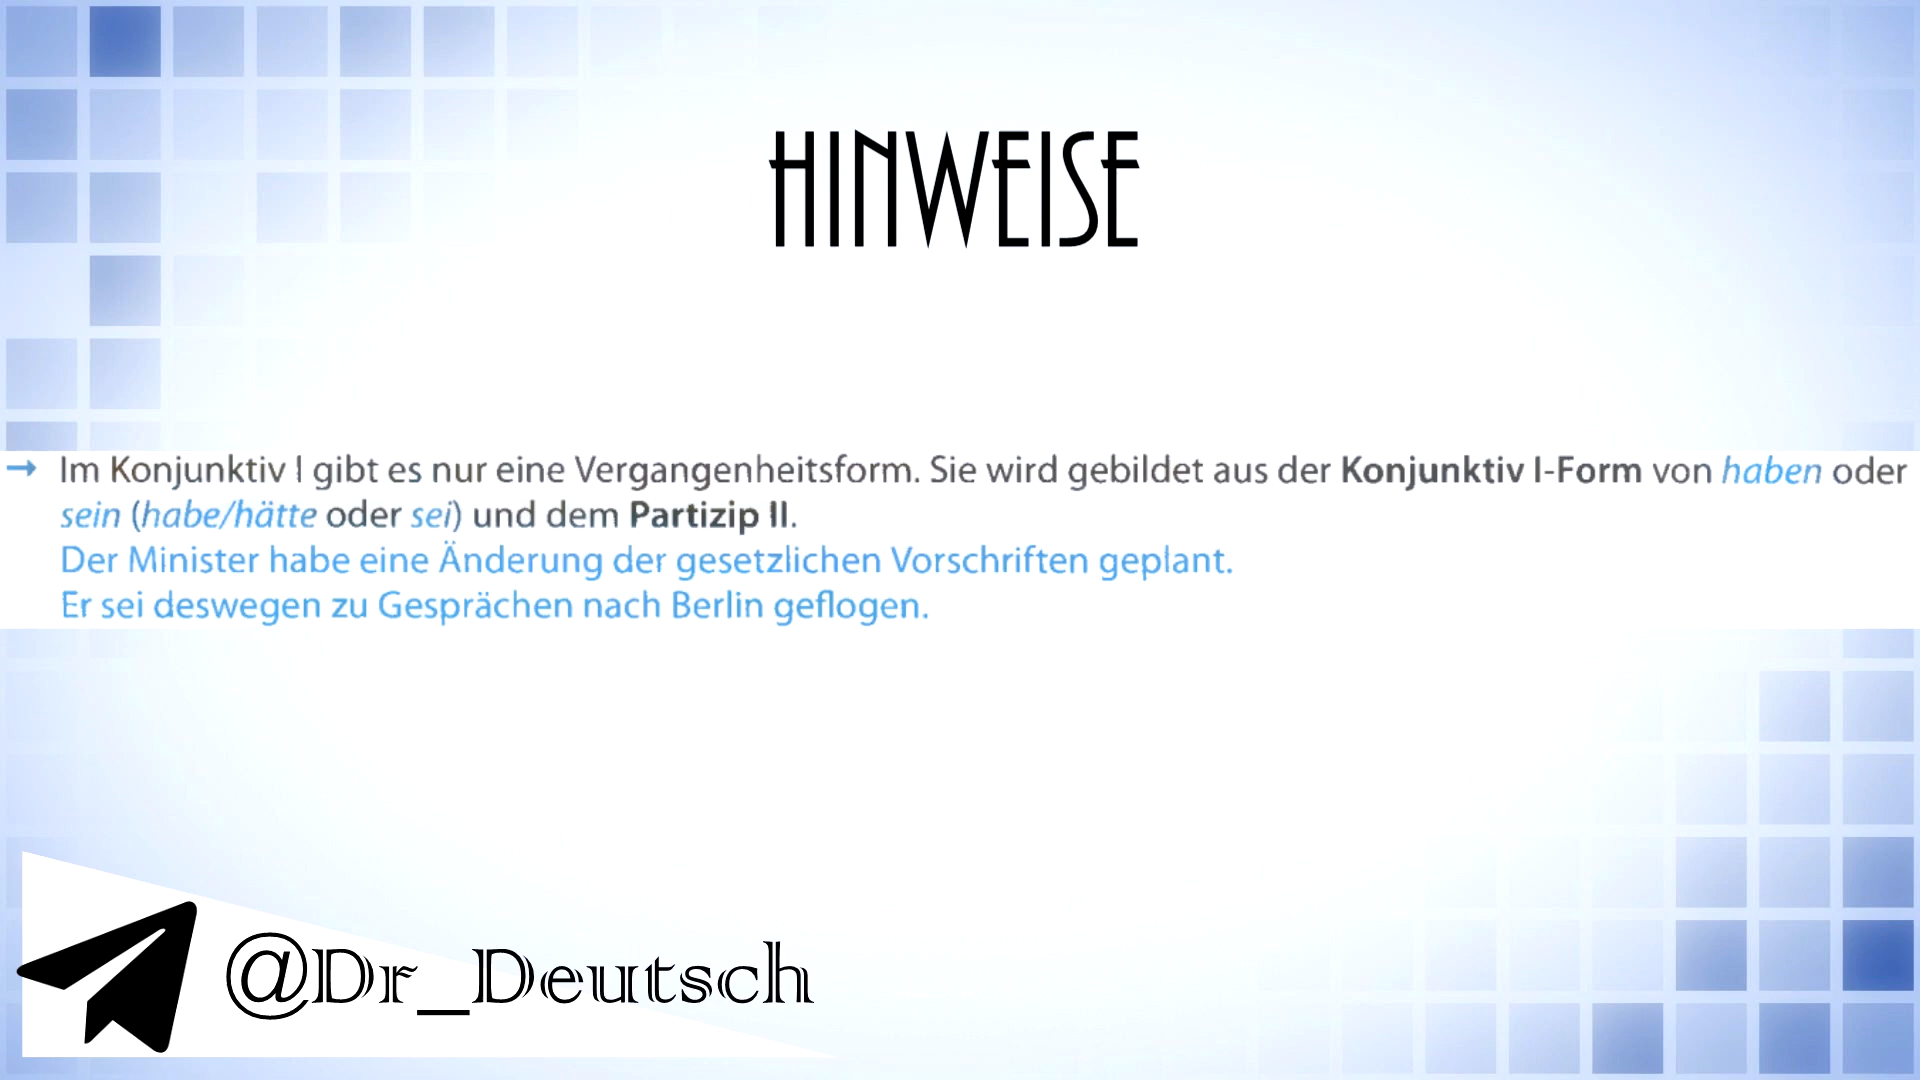 HINWEISE
→ Im Konjunktiv I gibt es nur eine Vergangenheitsform. Sie wird gebildet aus der Konjunktiv I-Form von haben oder
sein (habe/hätte oder sei) und dem Partizip II.
Der Minister habe eine Änderung der gesetzlichen Vorschriften geplant.
Er sei deswegen zu Gesprächen nach Berlin geflogen.
@Dr_Deutsch